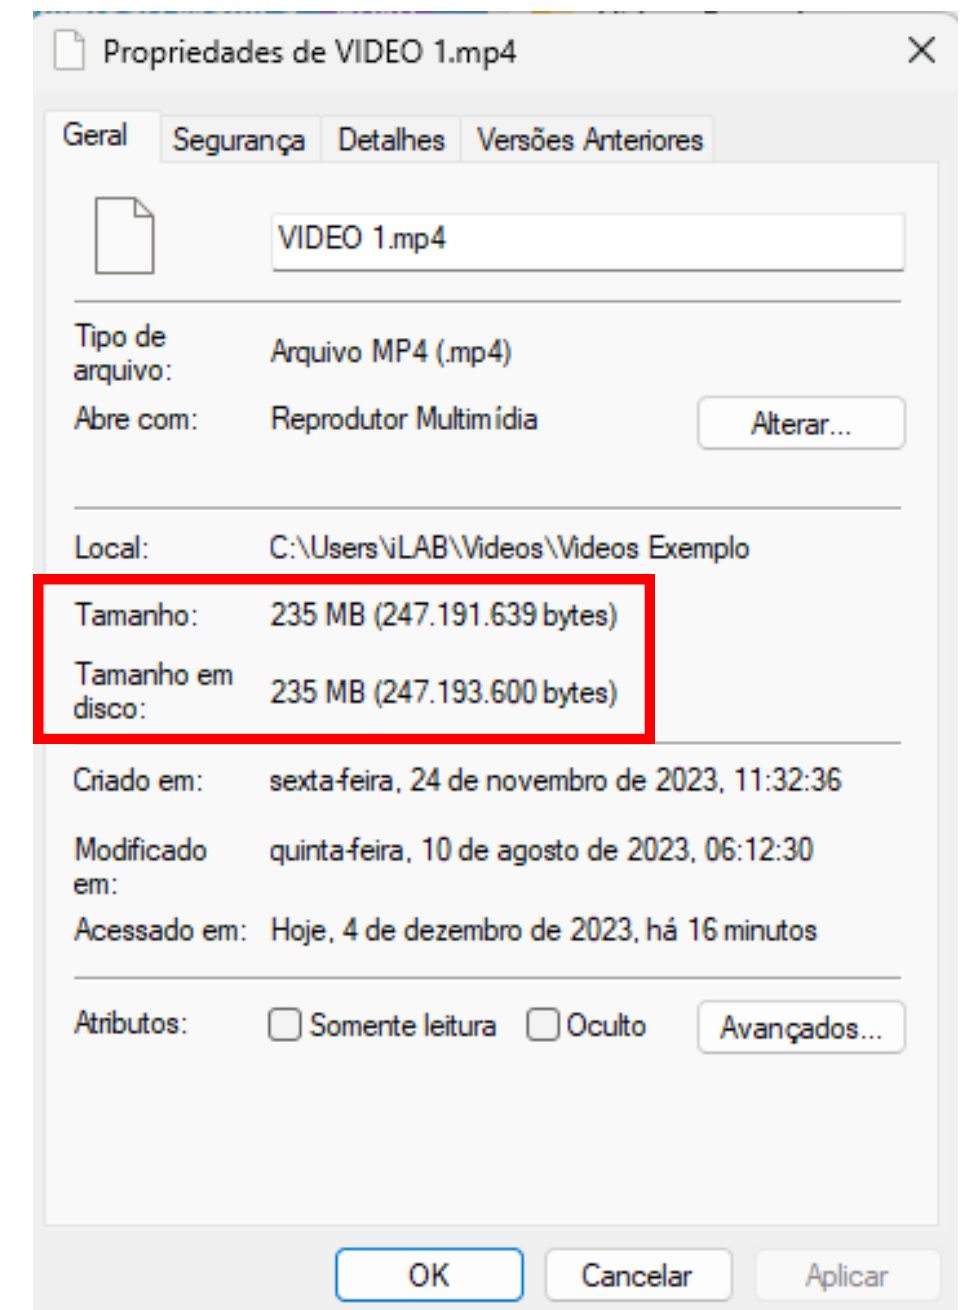 Propriedades de VIDEO 1.mp4
Geral Segurança Detalhes Versões Anteriores
VIDEO 1.mp4
Tipo de
arquivo:
Arquivo MP4 (.mp4)
Abre com: Reprodutor Multimídia Alterar...
Local: C:\Users\iLAB\Videos\Videos Exemplo
Tamanho: 235 MB (247.191.639 bytes)
Tamanho em
disco:
235 MB (247.193.600 bytes)
Criado em: sexta-feira, 24 de novembro de 2023, 11:32:36
Modificado
em:
quinta-feira, 10 de agosto de 2023, 06:12:30
Acessado em: Hoje, 4 de dezembro de 2023, há 16 minutos
Atributos: Somente leitura Oculto Avançados...
OK Cancelar Aplicar